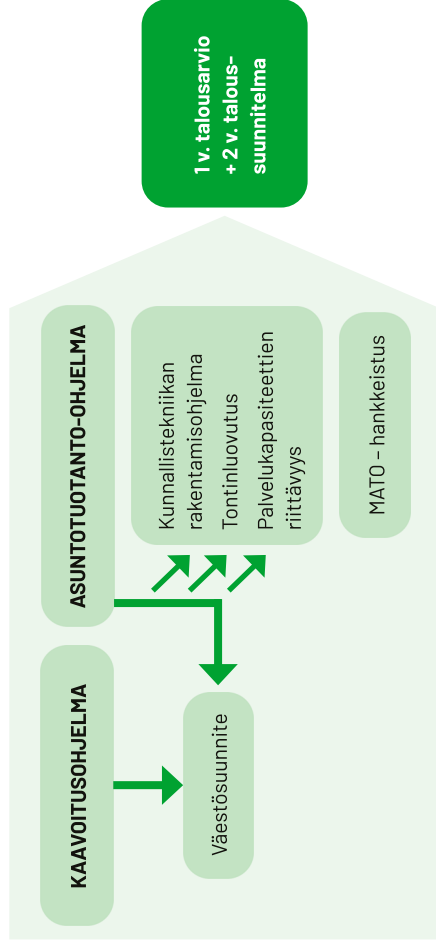 KAAVOITUSOHJELMA
ASUNTOTUOTANTO-OHJELMA
Väestösuunnite
Kunnallistekniikan
rakentamisohjelma
Tontinluovutus
Palvelukapasiteettien
riittävyys
MATO – hankkeistus
1 v. talousarvio
+ 2 v. talous-
suunnitelma